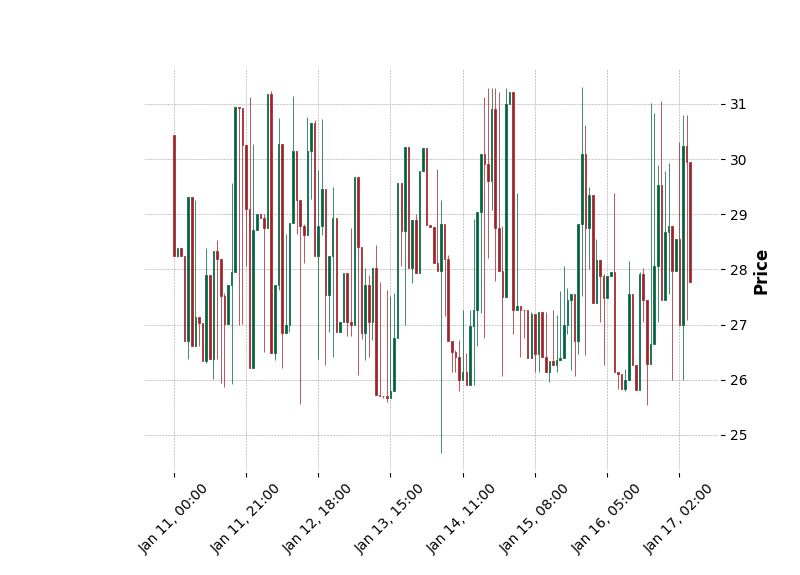 31
30
29
28
27
26
25
Price
Jan 11, 00:00
Jan 11, 21:00
Jan 12, 18:00
Jan 13, 15:00
Jan 14, 11:00
Jan 15, 08:00
Jan 16, 05:00
Jan 17, 02:00